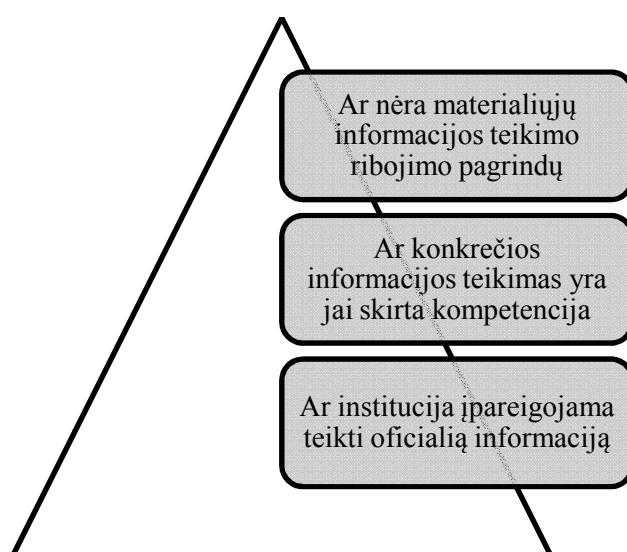 Ar nėra materialiųjų
informacijos teikimo
ribojimo pagrindų
Ar konkrečios
informacijos teikimas yra
jai skirta kompetencija
Ar institucija įpareigojama
teikti oficialią informaciją